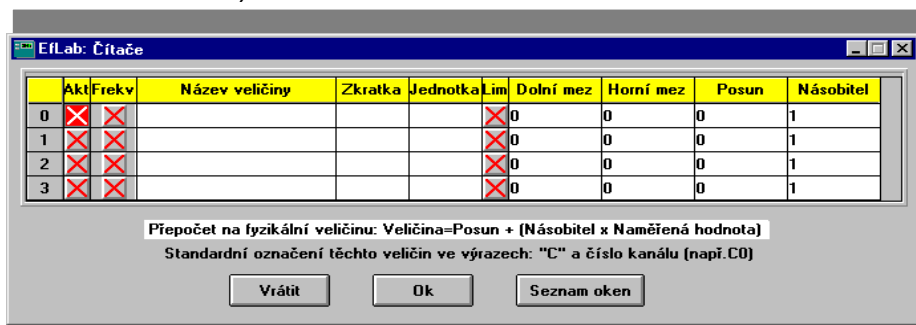 EfLab: Čítače
Akt Frekv Název veličiny Zkratka Jednotka Lim Dolní mez Horní mez Posun Násobitel
0 0 0 0 1
1 0 0 0 1
2 0 0 0 1
3 0 0 0 1
Přepočet na fyzikální veličinu: Veličina=Posun + (Násobitel x Naměřená hodnota)
Standardní označení těchto veličin ve výrazech: "C" a číslo kanálu (např.C0)
Vrátit Ok Seznam oken